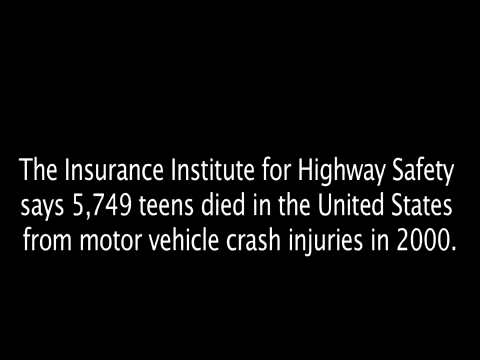 The Insurance Institute for Highway Safety
says 5,749 teens died in the United States
from motor vehicle crash injuries in 2000.